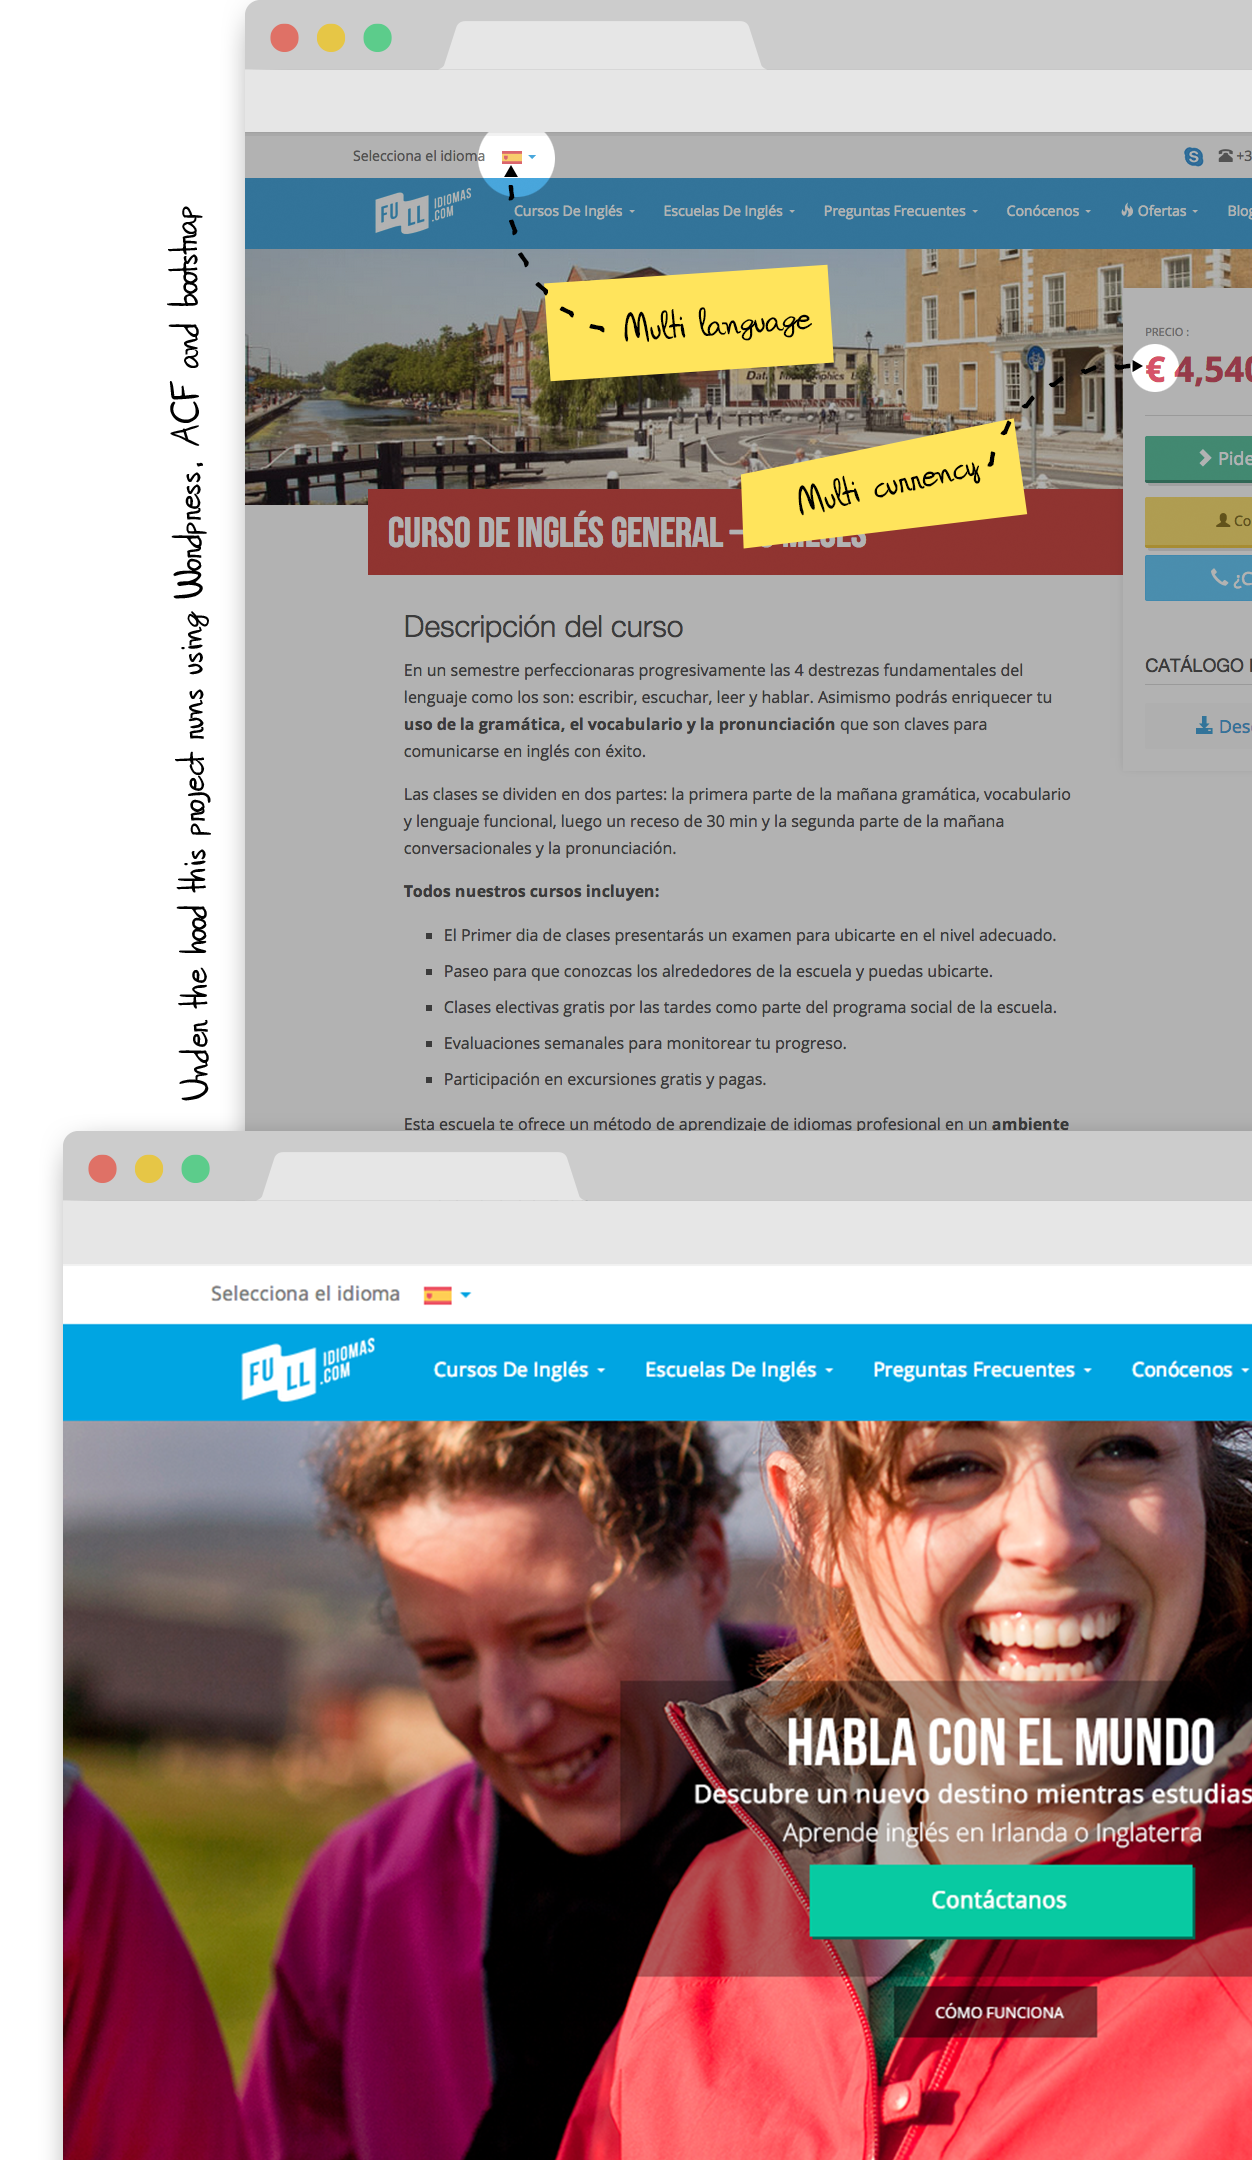 Selecciona el idioma
FULL IDIOMAS .COM
Cursos De Inglés
Escuelas De Inglés
Preguntas Frecuentes
Conócenos
Ofertas
Multi language
PRECIO :
€ 4,540
Multi currency
CURSO DE INGLÉS GENERAL –
Descripción del curso
En un semestre perfeccionaras progresivamente las 4 destrezas fundamentales del
lenguaje como los son: escribir, escuchar, leer y hablar. Asimismo podrás enriquecer tu
uso de la gramática, el vocabulario y la pronunciación que son claves para
comunicarse en inglés con éxito.
Las clases se dividen en dos partes: la primera parte de la mañana gramática, vocabulario
y lenguaje funcional, luego un receso de 30 min y la segunda parte de la mañana
conversacionales y la pronunciación.
Todos nuestros cursos incluyen:
El Primer dia de clases presentarás un examen para ubicarte en el nivel adecuado.
Paseo para que conozcas los alrededores de la escuela y puedas ubicarte.
Clases electivas gratis por las tardes como parte del programa social de la escuela.
Evaluaciones semanales para monitorear tu progreso.
Participación en excursiones gratis y pagas.
Esta escuela te ofrece un método de aprendizaje de idiomas profesional en un ambiente
CATÁLOGO
Under the hood this project runs using Wordpress, ACF and bootstrap
Selecciona el idioma
FULL IDIOMAS .COM
Cursos De Inglés
Escuelas De Inglés
Preguntas Frecuentes
Conócenos
HABLA CON EL MUNDO
Descubre un nuevo destino mientras estudias
Aprende inglés en Irlanda o Inglaterra
Contáctanos
CÓMO FUNCIONA